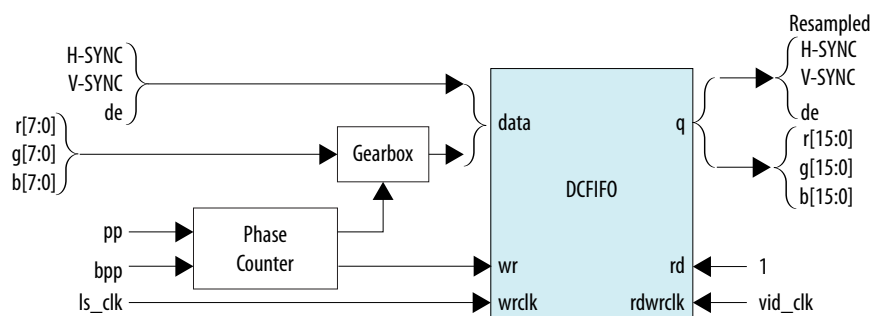 Resampled
H-SYNC
V-SYNC
de
H-SYNC
V-SYNC
de
r[7:0]
g[7:0]
b[7:0]
Gearbox
data
q
r[15:0]
g[15:0]
b[15:0]
DCFIFO
pp
bpp
Phase
Counter
wr
rd
1
ls_clk
wrclk
rdwrclk
vid_clk